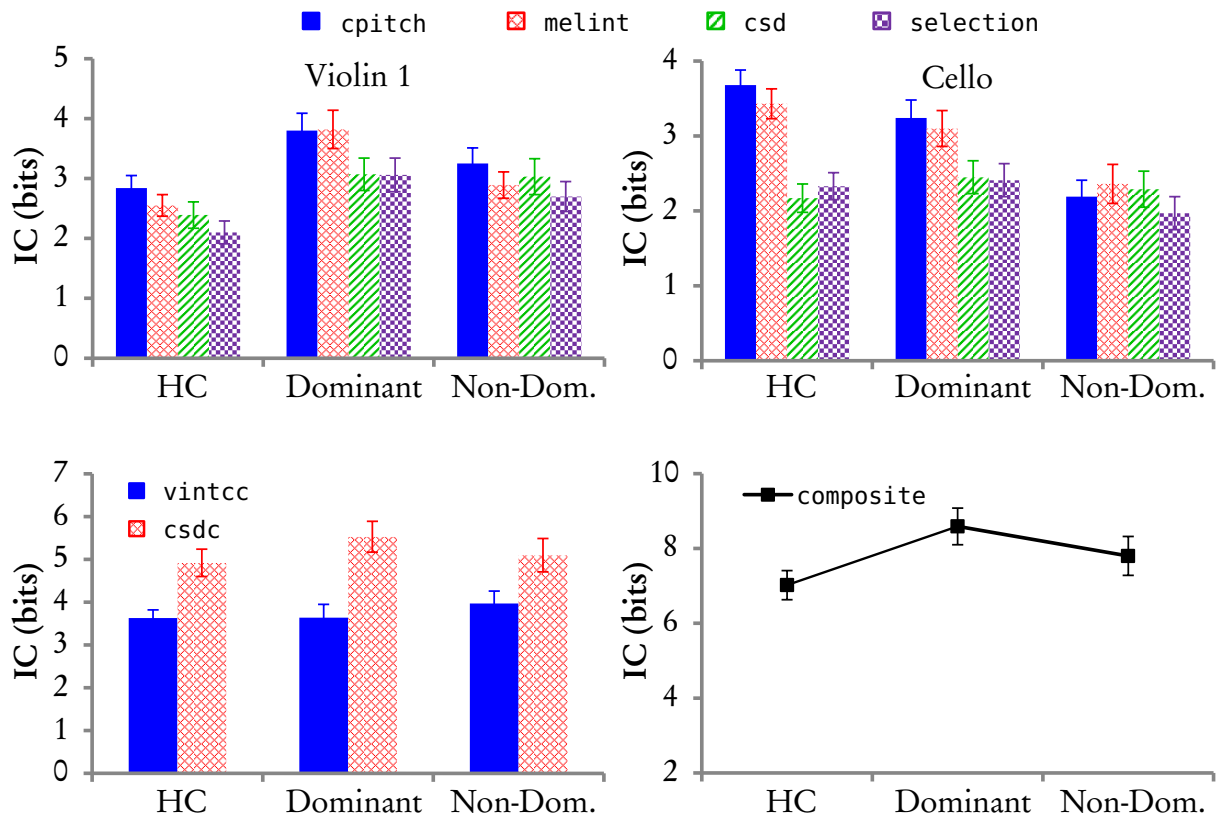 cpitch melint csd selection
Violin 1
IC (bits)
5
4
3
2
1
0
HC Dominant Non-Dom.
Cello
IC (bits)
4
3
2
1
0
HC Dominant Non-Dom.
vintcc
csdc
IC (bits)
7
6
5
4
3
2
1
0
HC Dominant Non-Dom.
composite
IC (bits)
10
8
6
4
2
HC Dominant Non-Dom.